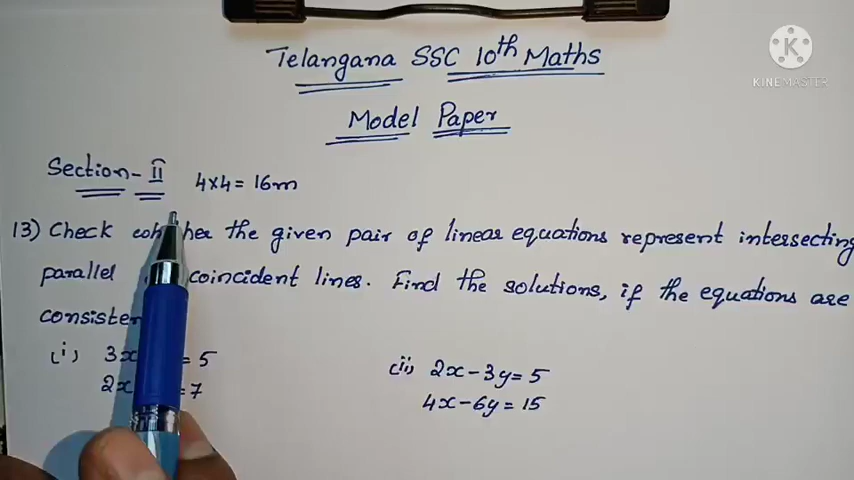 Telangana SSC 10th Maths
KINEMASTER
Model Paper
Section-II 4x4= 16m
13) Check the given pair of linear equations represent intersecting
parallel coincident lines. Find the solutions, if the equations are
(i) 3x = 5
2x = 7
(ii) 2x-3y=5
4x-6y=15